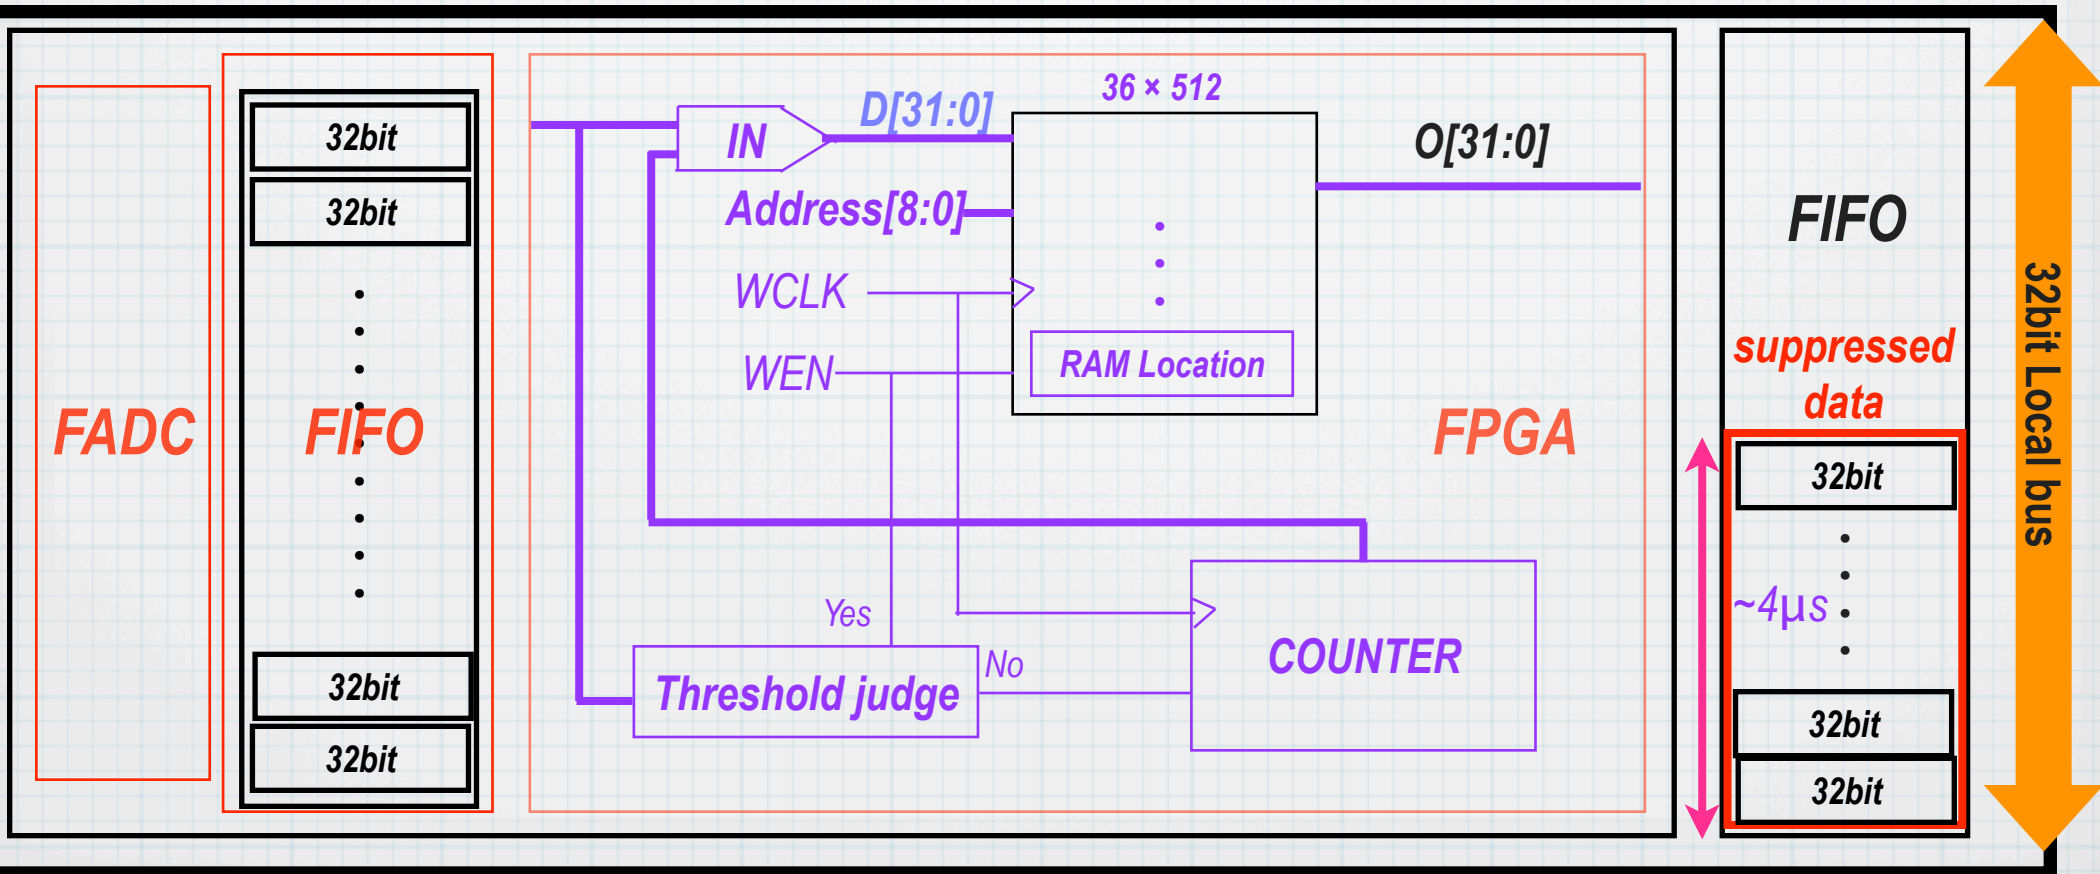 FADC
32bit
32bit
FIFO
32bit
32bit
36 × 512
IN
D[31:0]
O[31:0]
Address[8:0]
WCLK
WEN
RAM Location
FPGA
Yes
No
Threshold judge
COUNTER
FIFO
suppressed
data
32bit
~4μs
32bit
32bit
32bit Local bus